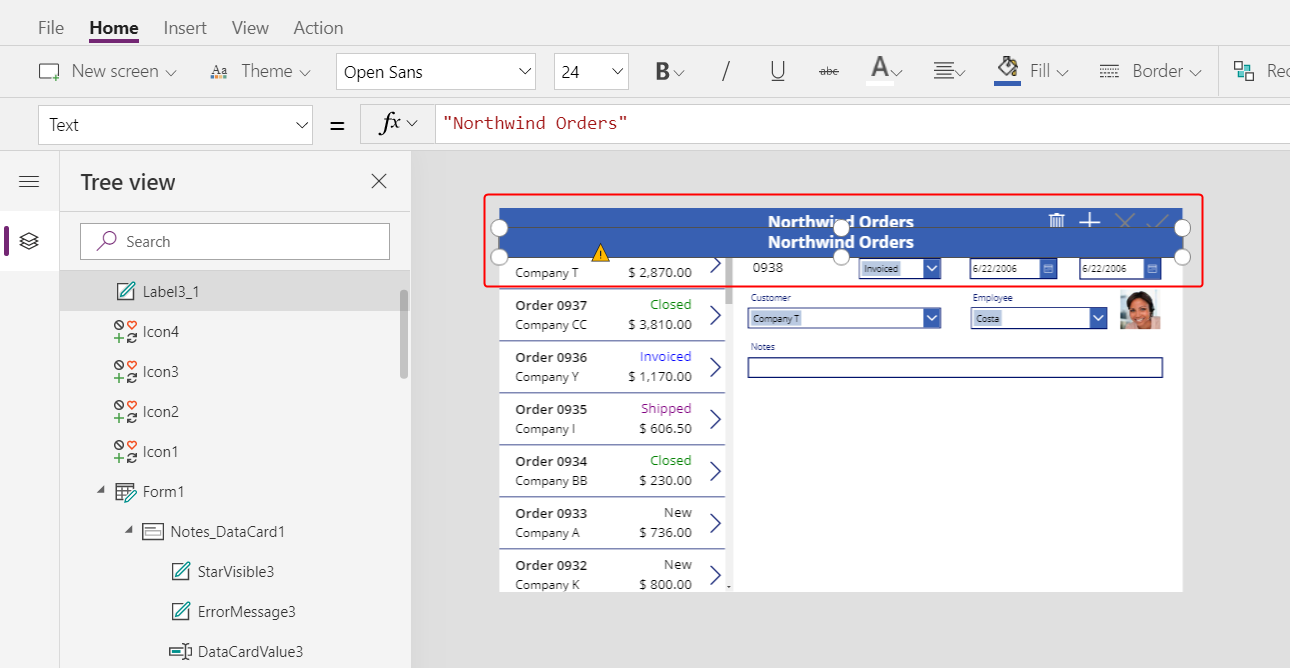 File Home Insert View Action
New screen Aa Theme Open Sans 24 B / U abc A Fill Border
Text = fx "Northwind Orders"
Tree view
Search
Label3_1
Icon4
Icon3
Icon2
Icon1
Form1
Notes_DataCard1
StarVisible3
ErrorMessage3
DataCardValue3
Northwind Orders
Northwind Orders
Company T $ 2,870.00
Order 0937 Closed
Company CC $ 3,810.00
Order 0936 Invoiced
Company Y $ 1,170.00
Order 0935 Shipped
Company I $ 606.50
Order 0934 Closed
Company BB $ 230.00
Order 0933 New
Company A $ 736.00
Order 0932 New
Company K $ 800.00
0938 Invoiced 6/22/2006 6/22/2006
Customer Employee
Company T Costa
Notes